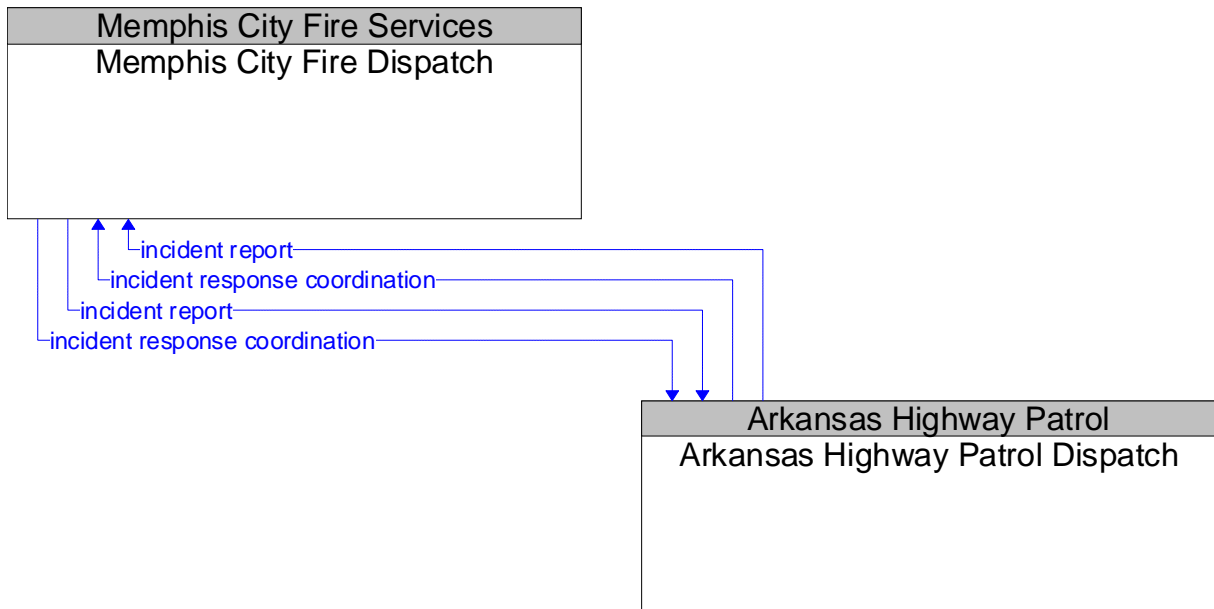 Memphis City Fire Services
Memphis City Fire Dispatch
incident report
incident response coordination
incident report
incident response coordination
Arkansas Highway Patrol
Arkansas Highway Patrol Dispatch